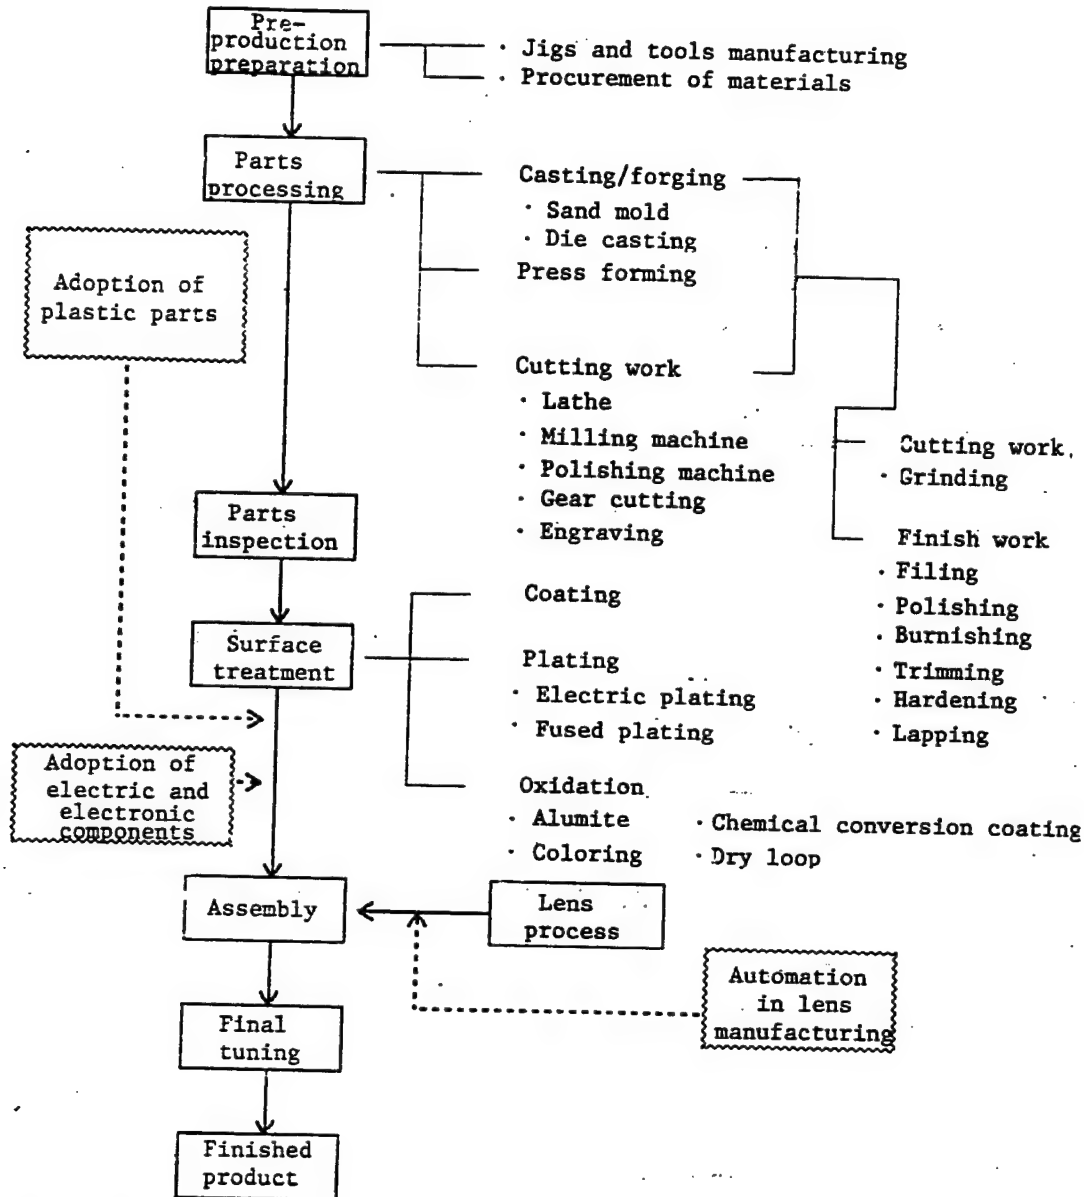 Pre-
production
preparation
· Jigs and tools manufacturing
· Procurement of materials
Parts
processing
Casting/forging
· Sand mold
· Die casting
Press forming
Adoption of
plastic parts
Cutting work
· Lathe
· Milling machine
· Polishing machine
· Gear cutting
· Engraving
Cutting work
· Grinding
Finish work
· Filing
· Polishing
· Burnishing
· Trimming
· Hardening
· Lapping
Parts
inspection
Surface
treatment
Coating
Plating
· Electric plating
· Fused plating
Oxidation
· Alumite
· Coloring
· Chemical conversion coating
· Dry loop
Adoption of
electric and
electronic
components
Assembly
Lens
process
Automation
in lens
manufacturing
Final
tuning
Finished
product